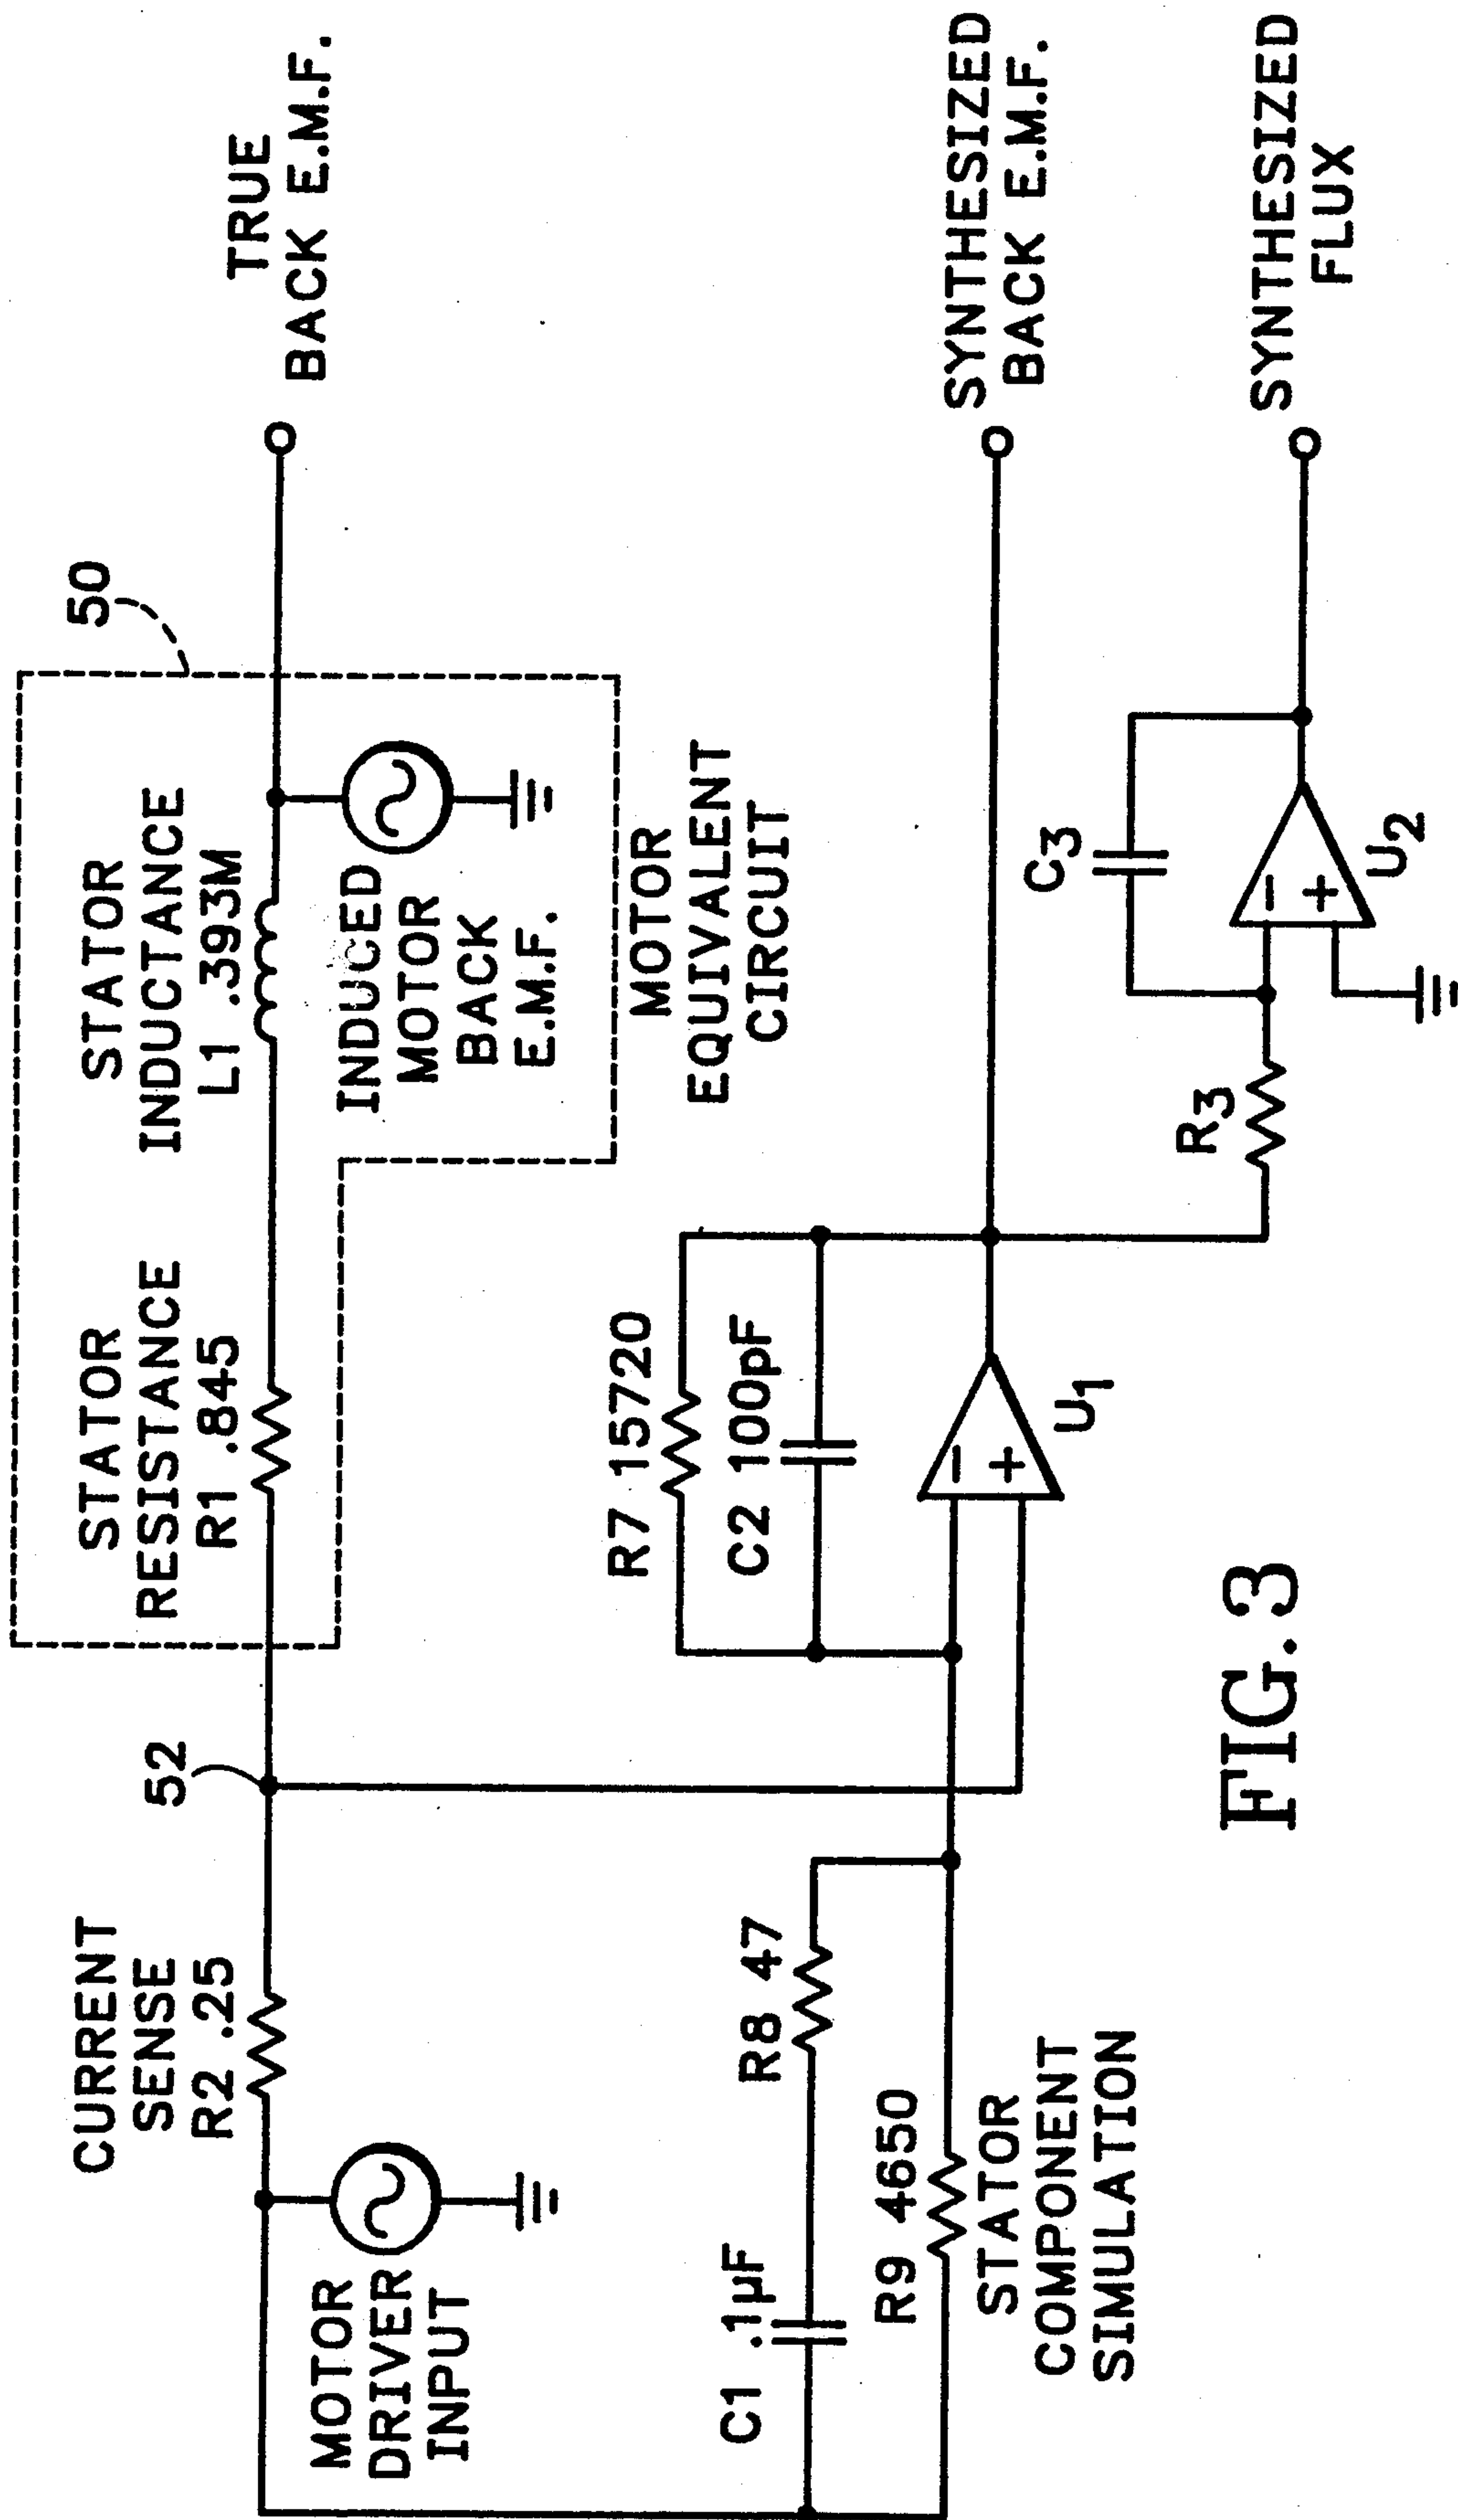 CURRENT
SENSE
R2 .25
52
STATOR
RESISTANCE
R1 .845
STATOR
INDUCTANCE
L1 .393M
50
TRUE
BACK E.M.F.
MOTOR
DRIVER
INPUT
INDUCED
MOTOR
BACK
E.M.F.
MOTOR
EQUIVALENT
CIRCUIT
C1 .1µF
R8 47
R9 4650
STATOR
COMPONENT
SIMULATION
R7 15720
C2 100pF
−
+
U1
SYNTHESIZED
BACK E.M.F.
R3
C3
−
+
U2
SYNTHESIZED
FLUX
FIG. 3